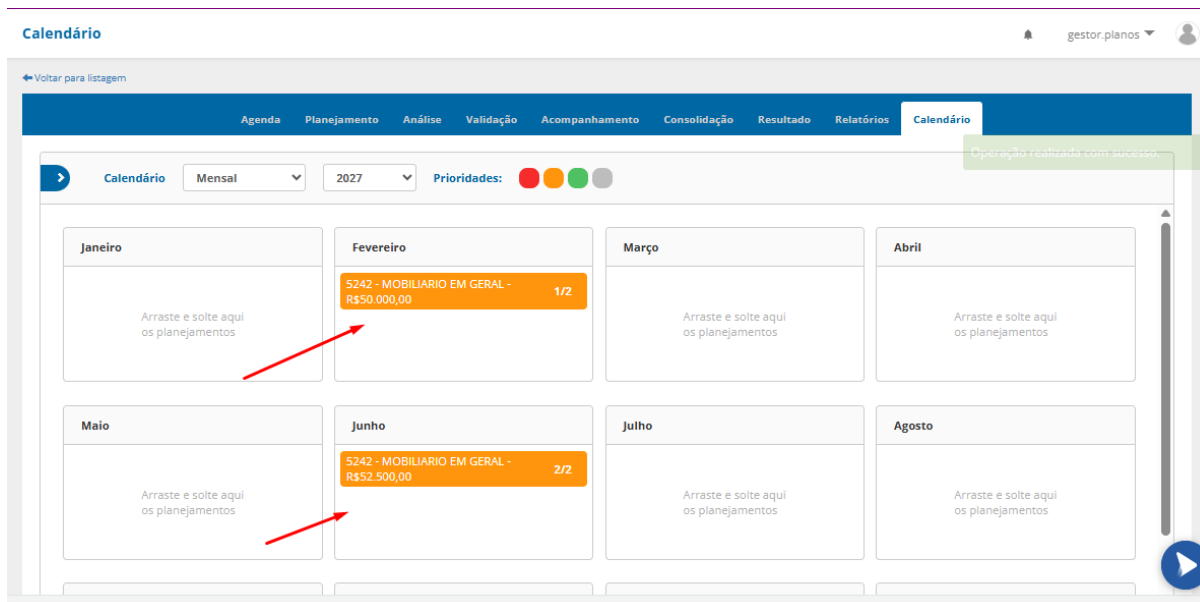 Calendário
gestor.planos
Voltar para listagem
Agenda Planejamento Análise Validação Acompanhamento Consolidação Resultado Relatórios Calendário
Operação realizada com sucesso.
Calendário Mensal 2027 Prioridades:
Janeiro
Fevereiro
Março
Abril
Arraste e solte aqui
os planejamentos
5242 - MOBILIARIO EM GERAL -
R$50.000,00
1/2
Arraste e solte aqui
os planejamentos
Arraste e solte aqui
os planejamentos
Maio
Junho
Julho
Agosto
Arraste e solte aqui
os planejamentos
5242 - MOBILIARIO EM GERAL -
R$52.500,00
2/2
Arraste e solte aqui
os planejamentos
Arraste e solte aqui
os planejamentos